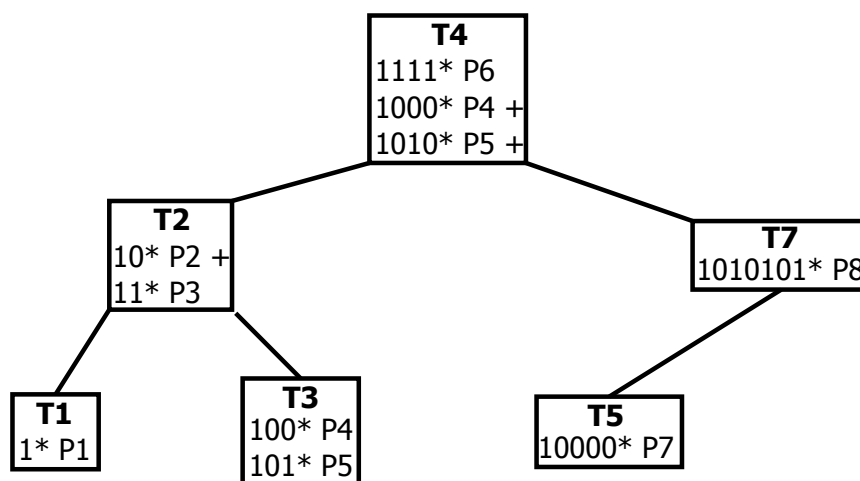 T4
1111* P6
1000* P4 +
1010* P5 +
T2
10* P2 +
11* P3
T7
1010101* P8
T1
1* P1
T3
100* P4
101* P5
T5
10000* P7